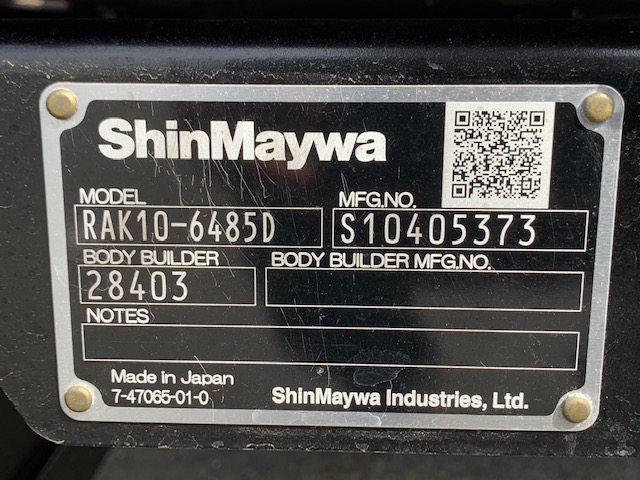 ShinMaywa
MODEL
RAK10-6485D
MFG.NO.
S10405373
BODY BUILDER
28403
BODY BUILDER MFG.NO.
NOTES
Made in Japan
7-47065-01-0
ShinMaywa Industries, Ltd.